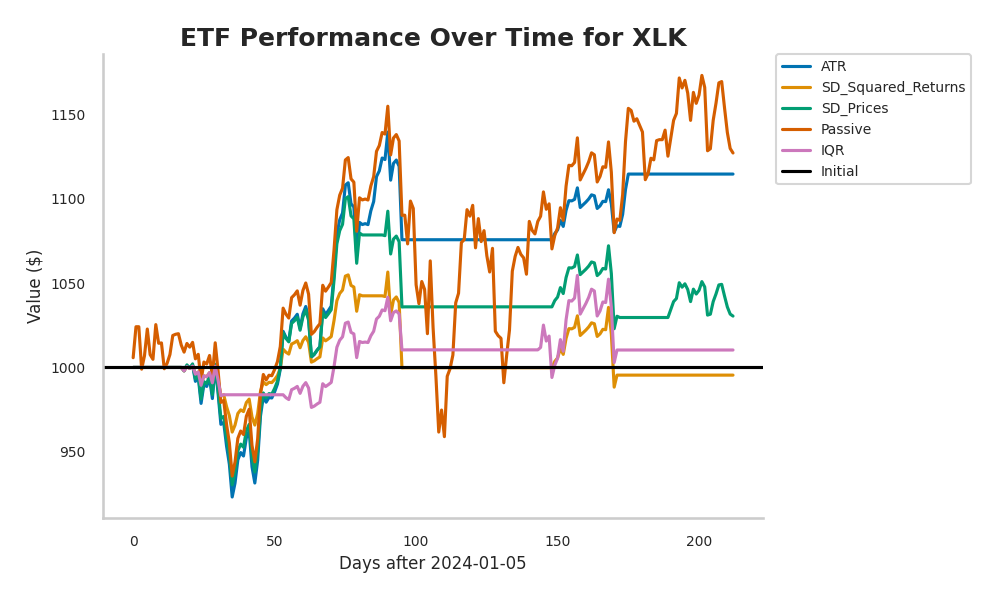 ETF Performance Over Time for XLK
ATR
SD_Squared_Returns
SD_Prices
Passive
IQR
Initial
Value ($)
1150
1100
1050
1000
950
0 50 100 150 200
Days after 2024-01-05